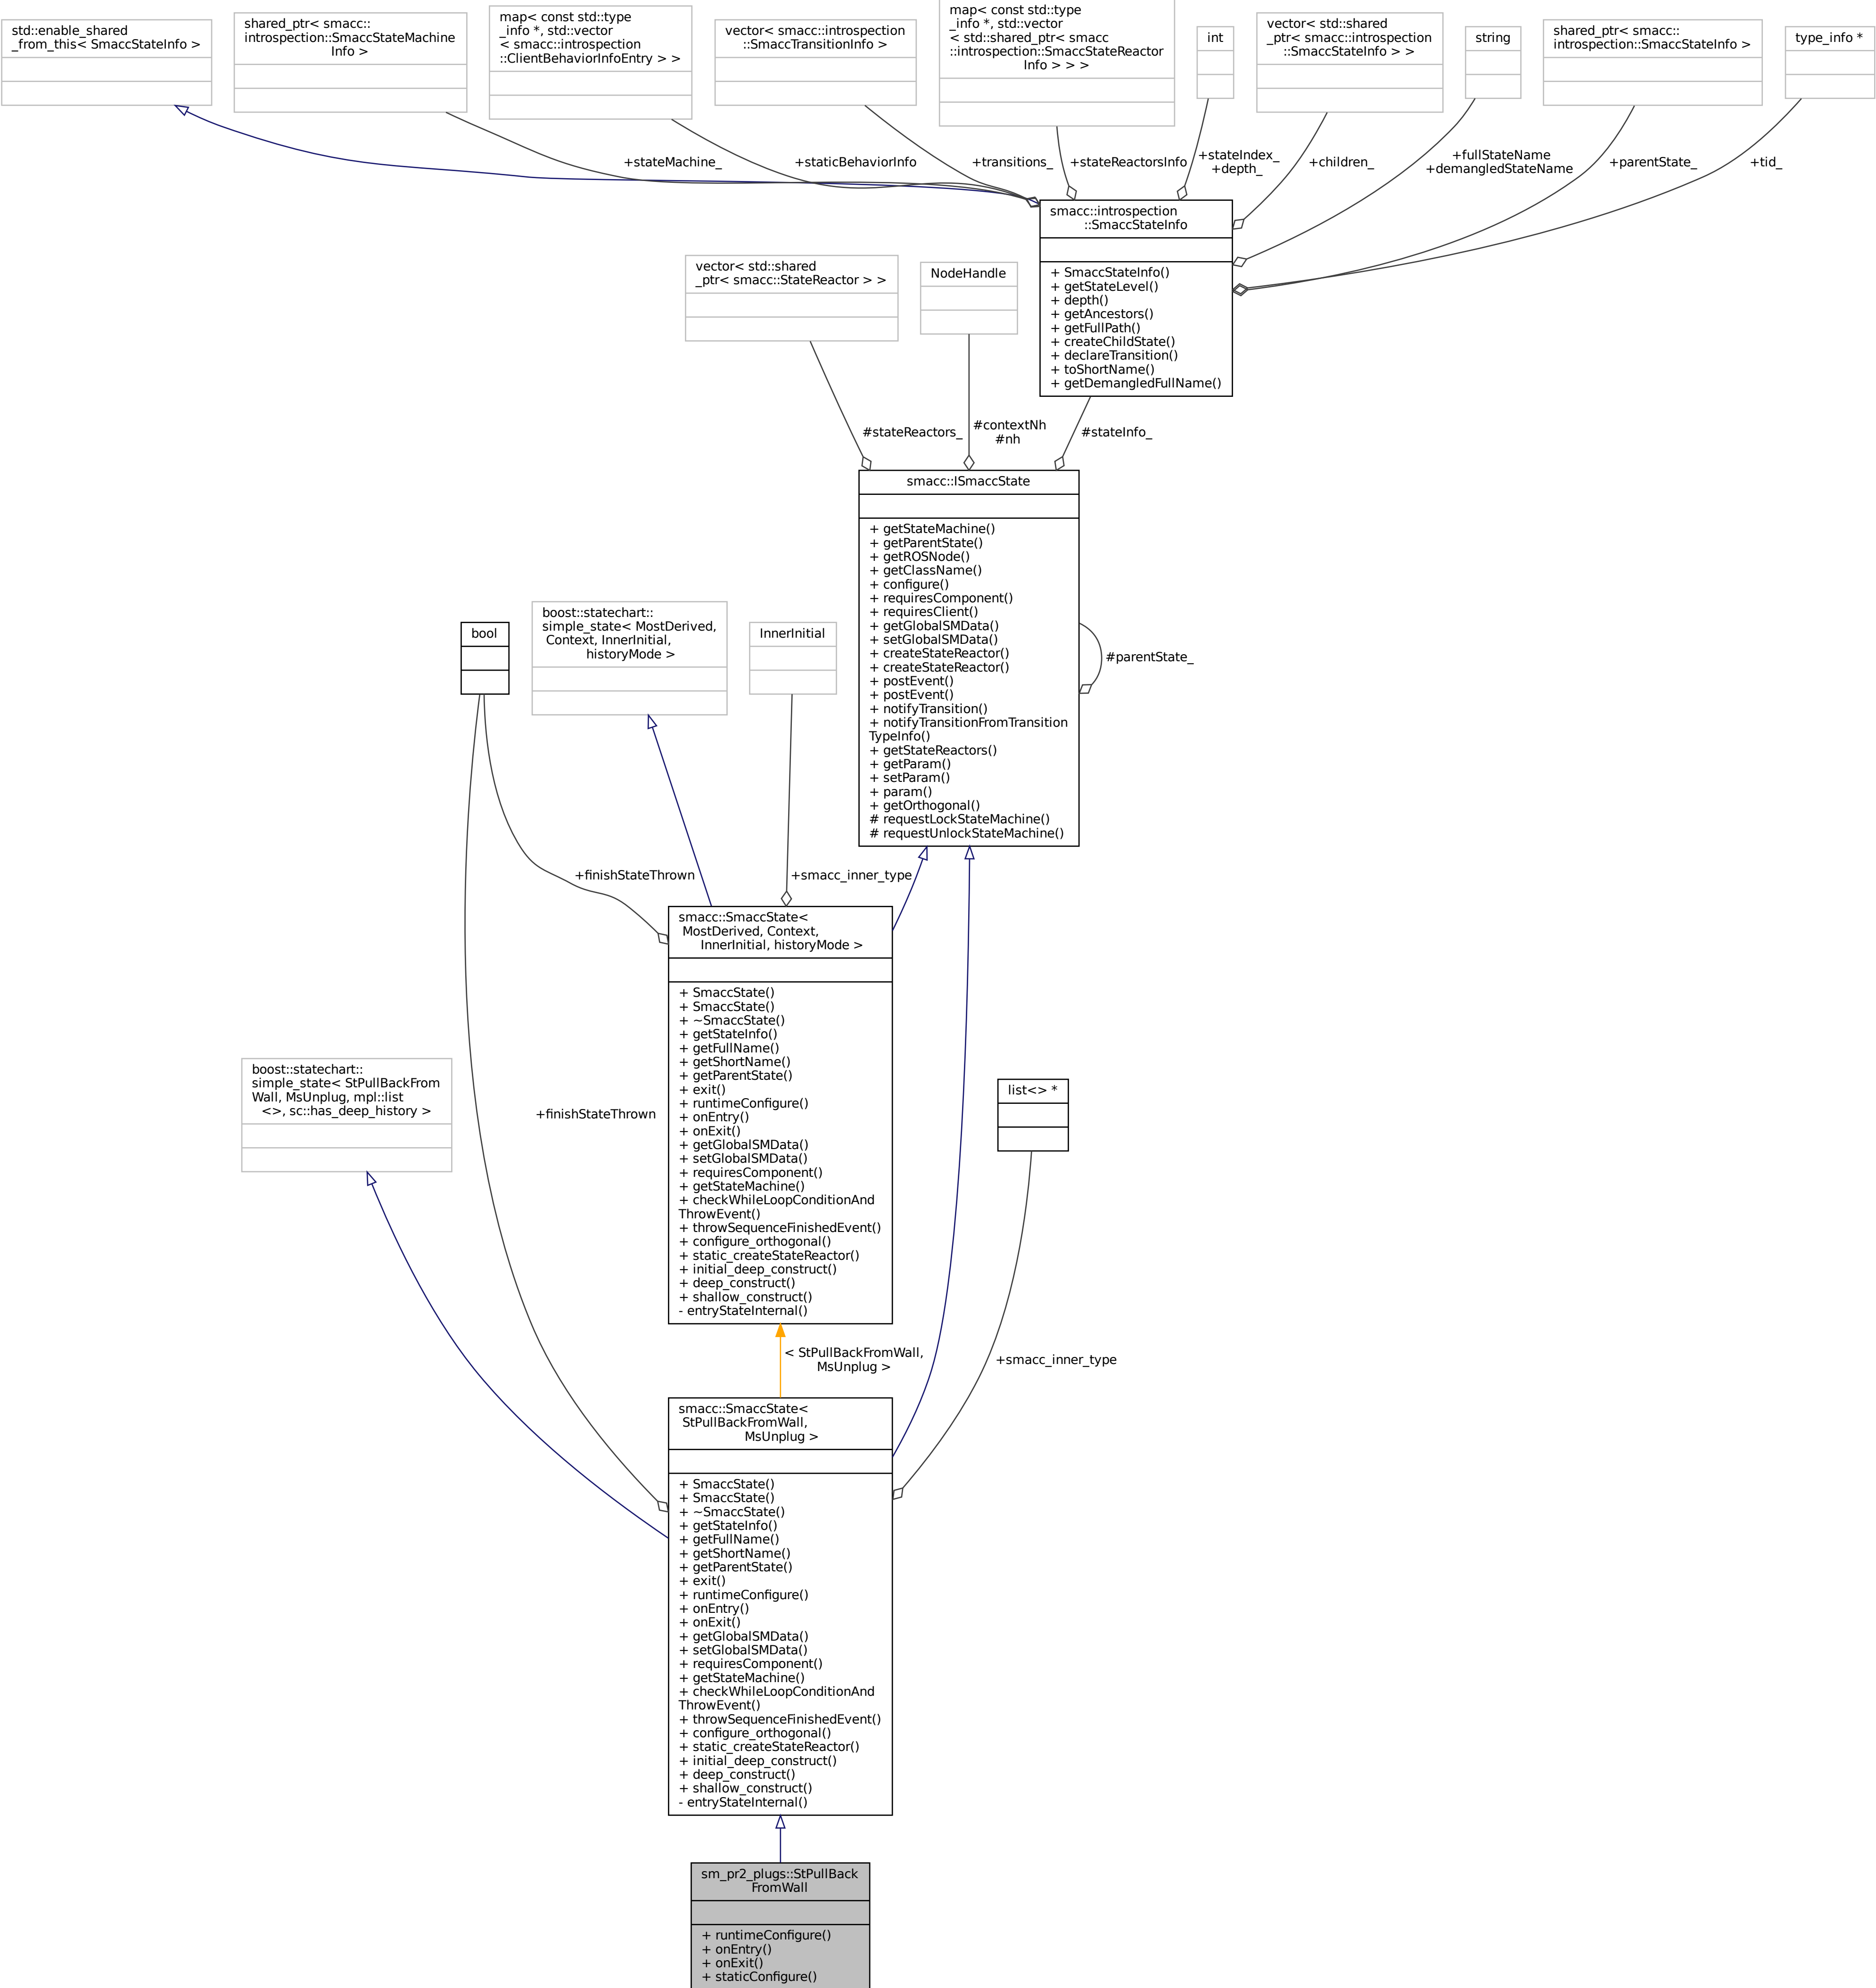 std::enable_shared
_from_this< SmaccStateInfo >
shared_ptr< smacc::
introspection::SmaccStateMachine
Info >
map< const std::type
_info *, std::vector
< smacc::introspection
::ClientBehaviorInfoEntry > >
vector< smacc::introspection
::SmaccTransitionInfo >
map< const std::type
_info *, std::vector
< std::shared_ptr< smacc
::introspection::SmaccStateReactor
Info > > >
int
vector< std::shared
_ptr< smacc::introspection
::SmaccStateInfo > >
string
shared_ptr< smacc::
introspection::SmaccStateInfo >
type_info *
+stateMachine_
+staticBehaviorInfo
+transitions_
+stateReactorsInfo
+stateIndex_
+depth_
+children_
+fullStateName
+demangledStateName
+parentState_
+tid_
smacc::introspection
::SmaccStateInfo
+ SmaccStateInfo()
+ getStateLevel()
+ depth()
+ getAncestors()
+ getFullPath()
+ createChildState()
+ declareTransition()
+ toShortName()
+ getDemangledFullName()
vector< std::shared
_ptr< smacc::StateReactor > >
NodeHandle
#stateReactors_
#contextNh
#nh
#stateInfo_
smacc::ISmaccState
+ getStateMachine()
+ getParentState()
+ getROSNode()
+ getClassName()
+ configure()
+ requiresComponent()
+ requiresClient()
+ getGlobalSMData()
+ setGlobalSMData()
+ createStateReactor()
+ createStateReactor()
+ postEvent()
+ postEvent()
+ notifyTransition()
+ notifyTransitionFromTransition
TypeInfo()
+ getStateReactors()
+ getParam()
+ setParam()
+ param()
+ getOrthogonal()
# requestLockStateMachine()
# requestUnlockStateMachine()
#parentState_
bool
boost::statechart::
simple_state< MostDerived,
Context, InnerInitial,
historyMode >
InnerInitial
+finishStateThrown
+smacc_inner_type
smacc::SmaccState<
MostDerived, Context,
InnerInitial, historyMode >
+ SmaccState()
+ SmaccState()
+ ~SmaccState()
+ getStateInfo()
+ getFullName()
+ getShortName()
+ getParentState()
+ exit()
+ runtimeConfigure()
+ onEntry()
+ onExit()
+ getGlobalSMData()
+ setGlobalSMData()
+ requiresComponent()
+ getStateMachine()
+ checkWhileLoopConditionAnd
ThrowEvent()
+ throwSequenceFinishedEvent()
+ configure_orthogonal()
+ static_createStateReactor()
+ initial_deep_construct()
+ deep_construct()
+ shallow_construct()
- entryStateInternal()
boost::statechart::
simple_state< StPullBackFrom
Wall, MsUnplug, mpl::list
<>, sc::has_deep_history >
+finishStateThrown
list<> *
< StPullBackFromWall,
MsUnplug >
+smacc_inner_type
smacc::SmaccState<
StPullBackFromWall,
MsUnplug >
+ SmaccState()
+ SmaccState()
+ ~SmaccState()
+ getStateInfo()
+ getFullName()
+ getShortName()
+ getParentState()
+ exit()
+ runtimeConfigure()
+ onEntry()
+ onExit()
+ getGlobalSMData()
+ setGlobalSMData()
+ requiresComponent()
+ getStateMachine()
+ checkWhileLoopConditionAnd
ThrowEvent()
+ throwSequenceFinishedEvent()
+ configure_orthogonal()
+ static_createStateReactor()
+ initial_deep_construct()
+ deep_construct()
+ shallow_construct()
- entryStateInternal()
sm_pr2_plugs::StPullBack
FromWall
+ runtimeConfigure()
+ onEntry()
+ onExit()
+ staticConfigure()